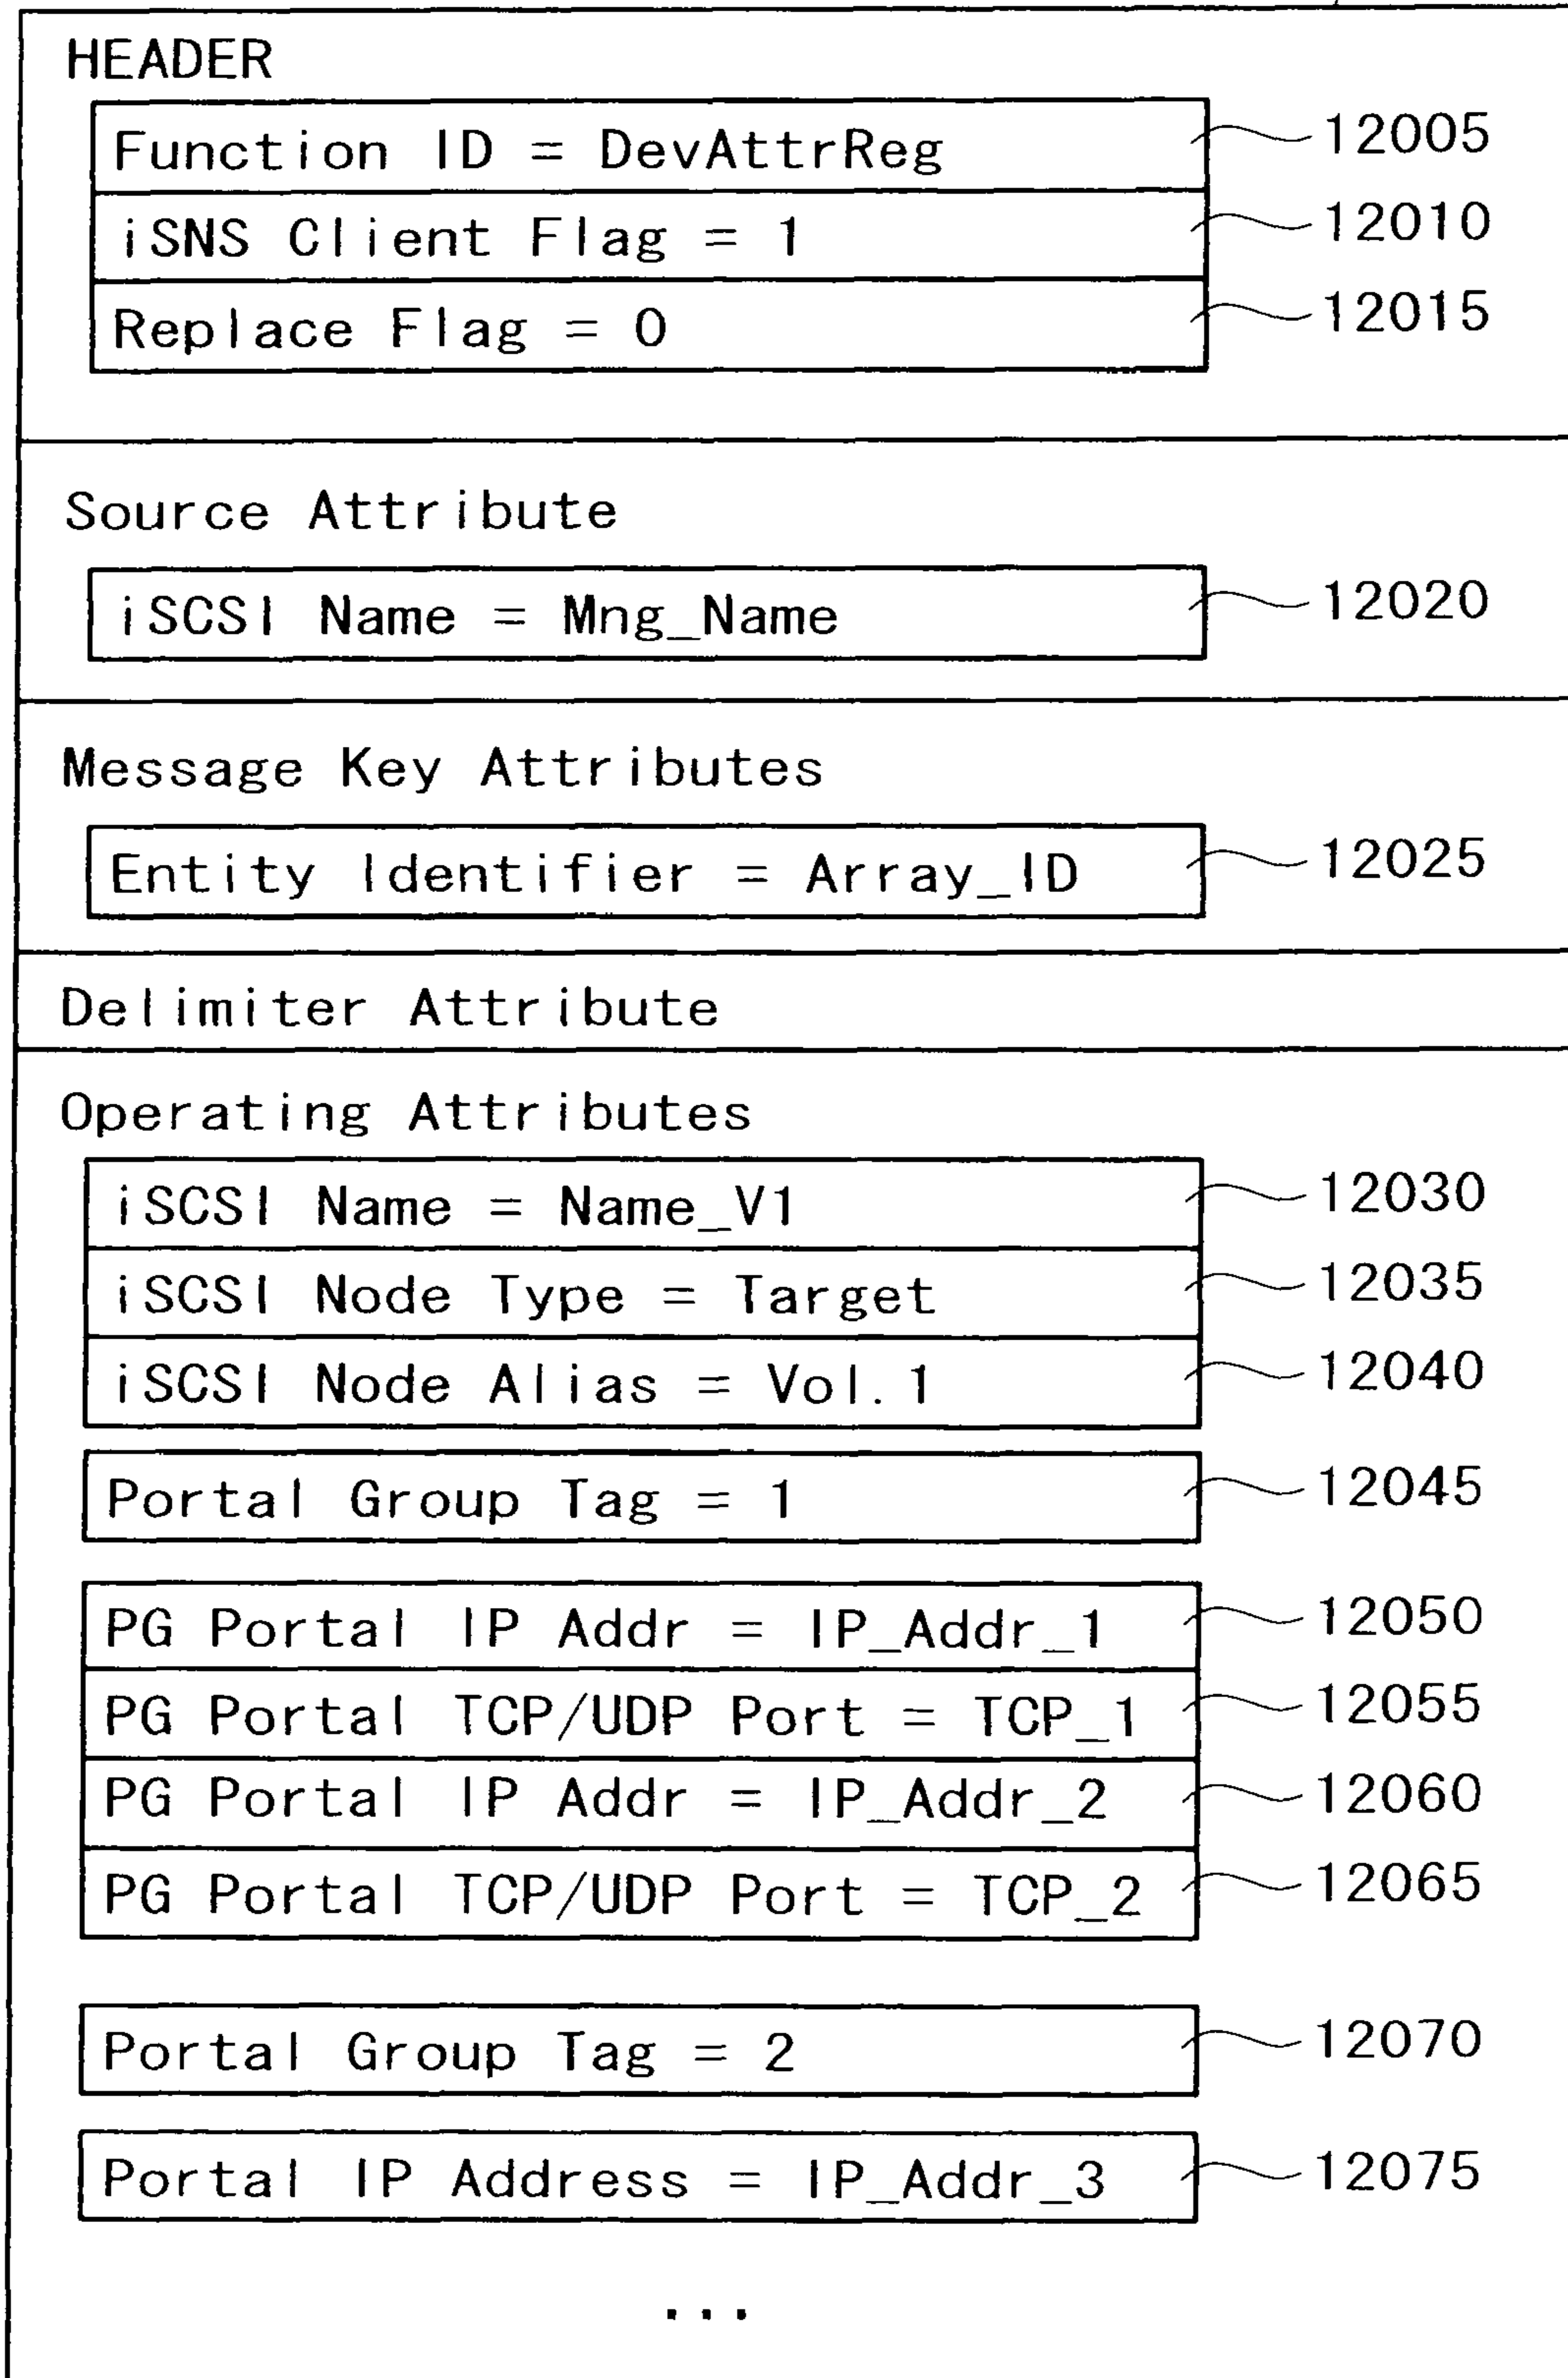 HEADER
Function ID = DevAttrReg 12005
iSNS Client Flag = 1 12010
Replace Flag = 0 12015
Source Attribute
iSCSI Name = Mng_Name 12020
Message Key Attributes
Entity Identifier = Array_ID 12025
Delimiter Attribute
Operating Attributes
iSCSI Name = Name_V1 12030
iSCSI Node Type = Target 12035
iSCSI Node Alias = Vol.1 12040
Portal Group Tag = 1 12045
PG Portal IP Addr = IP_Addr_1 12050
PG Portal TCP/UDP Port = TCP_1 12055
PG Portal IP Addr = IP_Addr_2 12060
PG Portal TCP/UDP Port = TCP_2 12065
Portal Group Tag = 2 12070
Portal IP Address = IP_Addr_3 12075
...